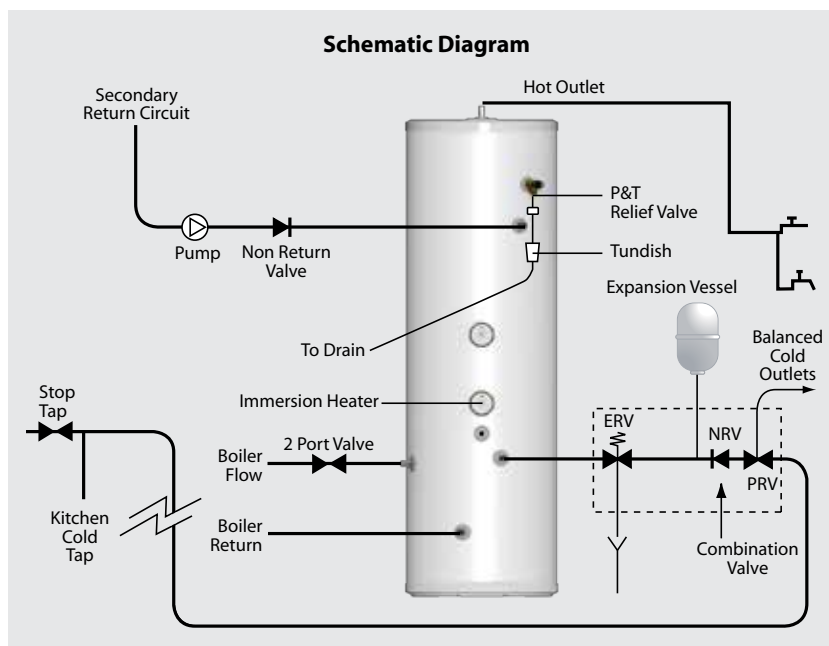 Schematic Diagram
Secondary
Return Circuit
Hot Outlet
P&T
Relief Valve
Pump
Non Return
Valve
Tundish
Expansion Vessel
To Drain
Balanced
Cold
Outlets
Stop
Tap
Immersion Heater
ERV
NRV
2 Port Valve
Boiler
Flow
PRV
Kitchen
Cold
Tap
Boiler
Return
Combination
Valve